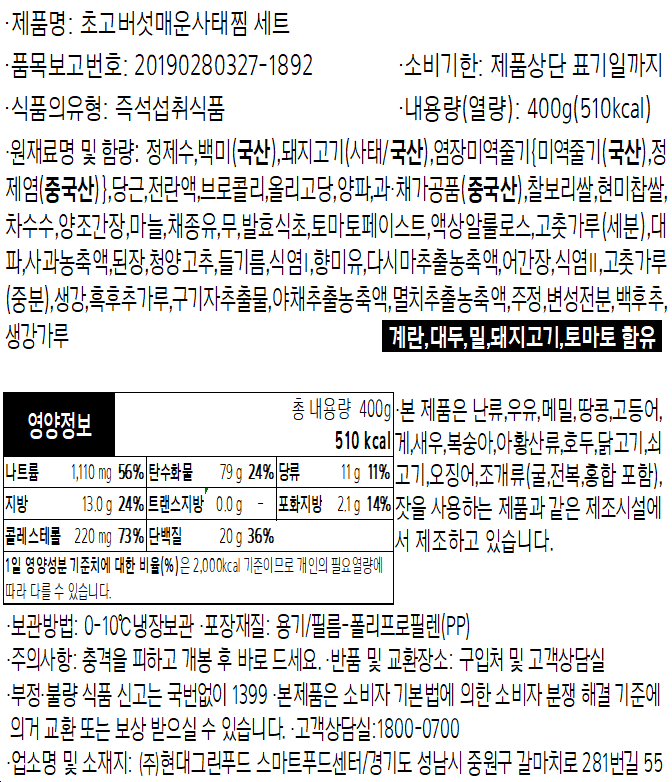 ·제품명: 초고버섯매운사태찜 세트
·품목보고번호: 20190280327-1892 ·소비기한: 제품상단 표기일까지
·식품의유형: 즉석섭취식품 ·내용량(열량): 400g(510kcal)
·원재료명 및 함량: 정제수,백미(국산),돼지고기(사태/국산),염장미역줄기{미역줄기(국산),정
제염(중국산)},당근,전란액,브로콜리,올리고당,양파,과·채가공품(중국산),찰보리쌀,현미찹쌀,
차수수,양조간장,마늘,채종유,무,발효식초,토마토페이스트,액상알룰로스,고춧가루(세분),대
파,사과농축액,된장,청양고추,들기름,식염I,향미유,다시마추출농축액,어간장,식염II,고춧가루
(중분),생강,흑후추가루,구기자추출물,야채추출농축액,멸치추출농축액,주정,변성전분,백후추,
생강가루
계란,대두,밀,돼지고기,토마토 함유
영양정보
총 내용량 400g
510 kcal
나트륨 1,110 mg 56% 탄수화물 79 g 24% 당류 11 g 11%
지방 13.0 g 24% 트랜스지방 0.0 g - 포화지방 2.1 g 14%
콜레스테롤 220 mg 73% 단백질 20 g 36%
1일 영양성분 기준치에 대한 비율(%)은 2,000kcal 기준이므로 개인의 필요열량에
따라 다를 수 있습니다.
·본 제품은 난류,우유,메밀,땅콩,고등어,
게,새우,복숭아,아황산류,호두,닭고기,쇠
고기,오징어,조개류(굴,전복,홍합 포함),
잣을 사용하는 제품과 같은 제조시설에
서 제조하고 있습니다.
·보관방법: 0-10℃냉장보관 ·포장재질: 용기/필름-폴리프로필렌(PP)
·주의사항: 충격을 피하고 개봉 후 바로 드세요. ·반품 및 교환장소: 구입처 및 고객상담실
·부정·불량 식품 신고는 국번없이 1399 ·본제품은 소비자 기본법에 의한 소비자 분쟁 해결 기준에
의거 교환 또는 보상 받으실 수 있습니다. ·고객상담실:1800-0700
·업소명 및 소재지: (주)현대그린푸드 스마트푸드센터/경기도 성남시 중원구 갈마치로 281번길 55